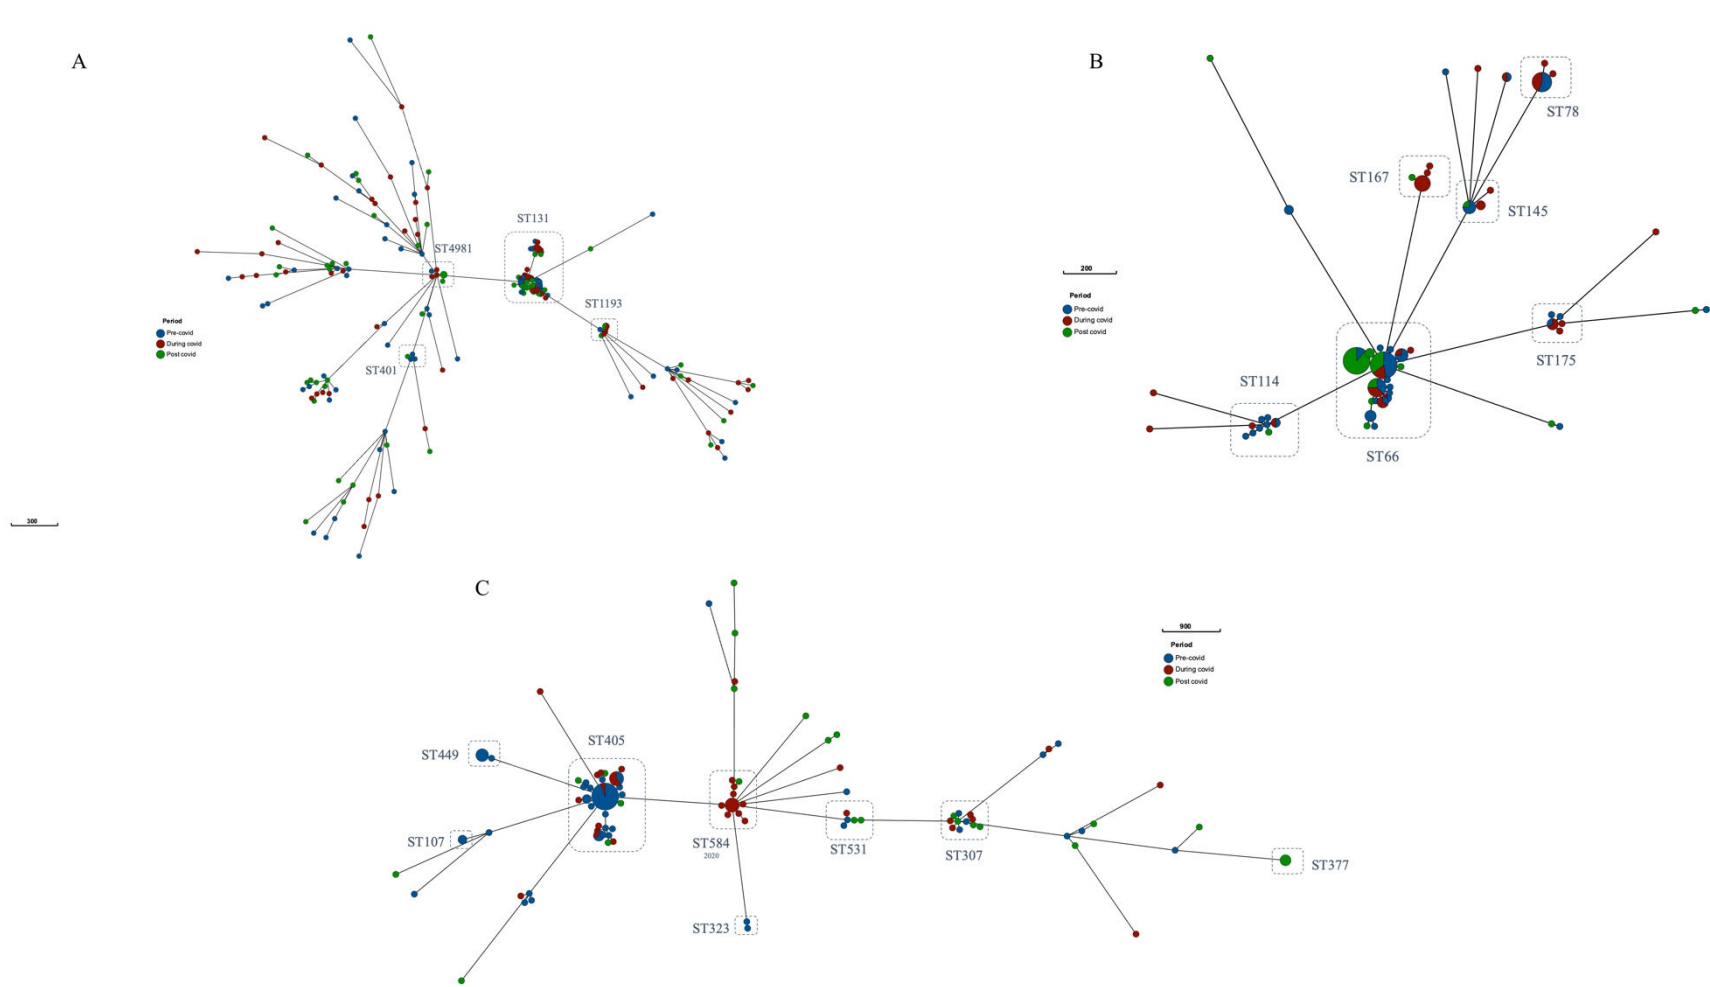 A
ST131
ST4981
ST1193
ST401
Period
Pre-covid
During covid
Post covid
300
B
ST78
ST167
ST145
200
Period
Pre-covid
During covid
Post covid
ST175
ST114
ST66
C
900
Period
Pre-covid
During covid
Post covid
ST405
ST449
ST107
ST584
2020
ST531
ST307
ST377
ST323